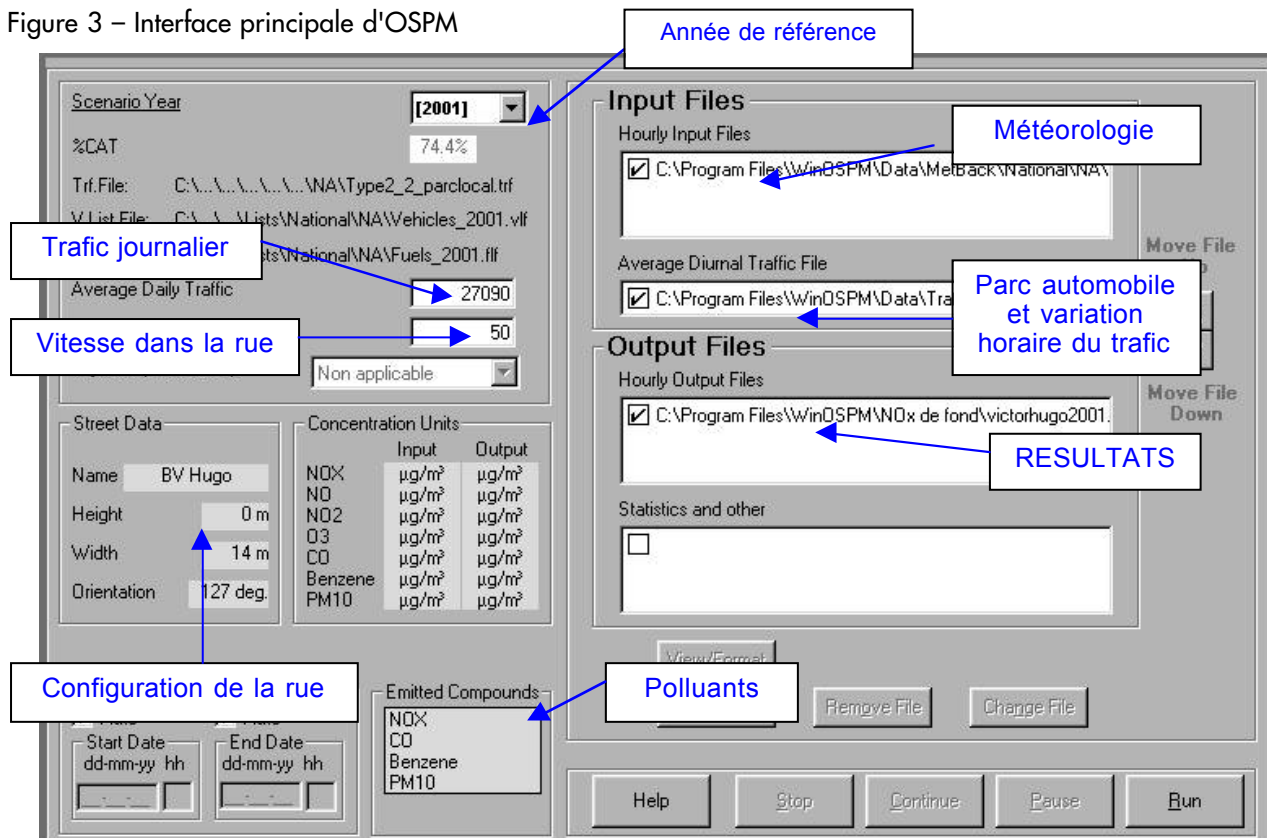 Figure 3 – Interface principale d'OSPM
Année de référence
Scenario Year
[2001]
%CAT
74.4%
Trf.File: C:\...\...\...\...\...\NA\Type2_2_parclocal.trf
V.List File: C:\...\...\Lists\National\NA\Vehicles_2001.vlf
Trafic journalier
\National\NA\Fuels_2001.flf
Average Daily Traffic
27090
Vitesse dans la rue
50
Non applicable
Street Data
Name BV Hugo
Height 0 m
Width 14 m
Orientation 127 deg.
Concentration Units
Input Output
NOX µg/m³ µg/m³
NO µg/m³ µg/m³
NO2 µg/m³ µg/m³
O3 µg/m³ µg/m³
CO µg/m³ µg/m³
Benzene µg/m³ µg/m³
PM10 µg/m³ µg/m³
Configuration de la rue
Start Date
dd-mm-yy hh
End Date
dd-mm-yy hh
Emitted Compounds
NOX
CO
Benzene
PM10
Polluants
Input Files
Hourly Input Files
Météorologie
C:\Program Files\WinOSPM\Data\MetBack\National\NA\
Average Diurnal Traffic File
C:\Program Files\WinOSPM\Data\Tra
Parc automobile
et variation
horaire du trafic
Move File
Output Files
Hourly Output Files
C:\Program Files\WinOSPM\NOx de fond\victorhugo2001.
Move File
Down
RESULTATS
Statistics and other
View/Format
Remove File
Change File
Help
Stop
Continue
Pause
Run